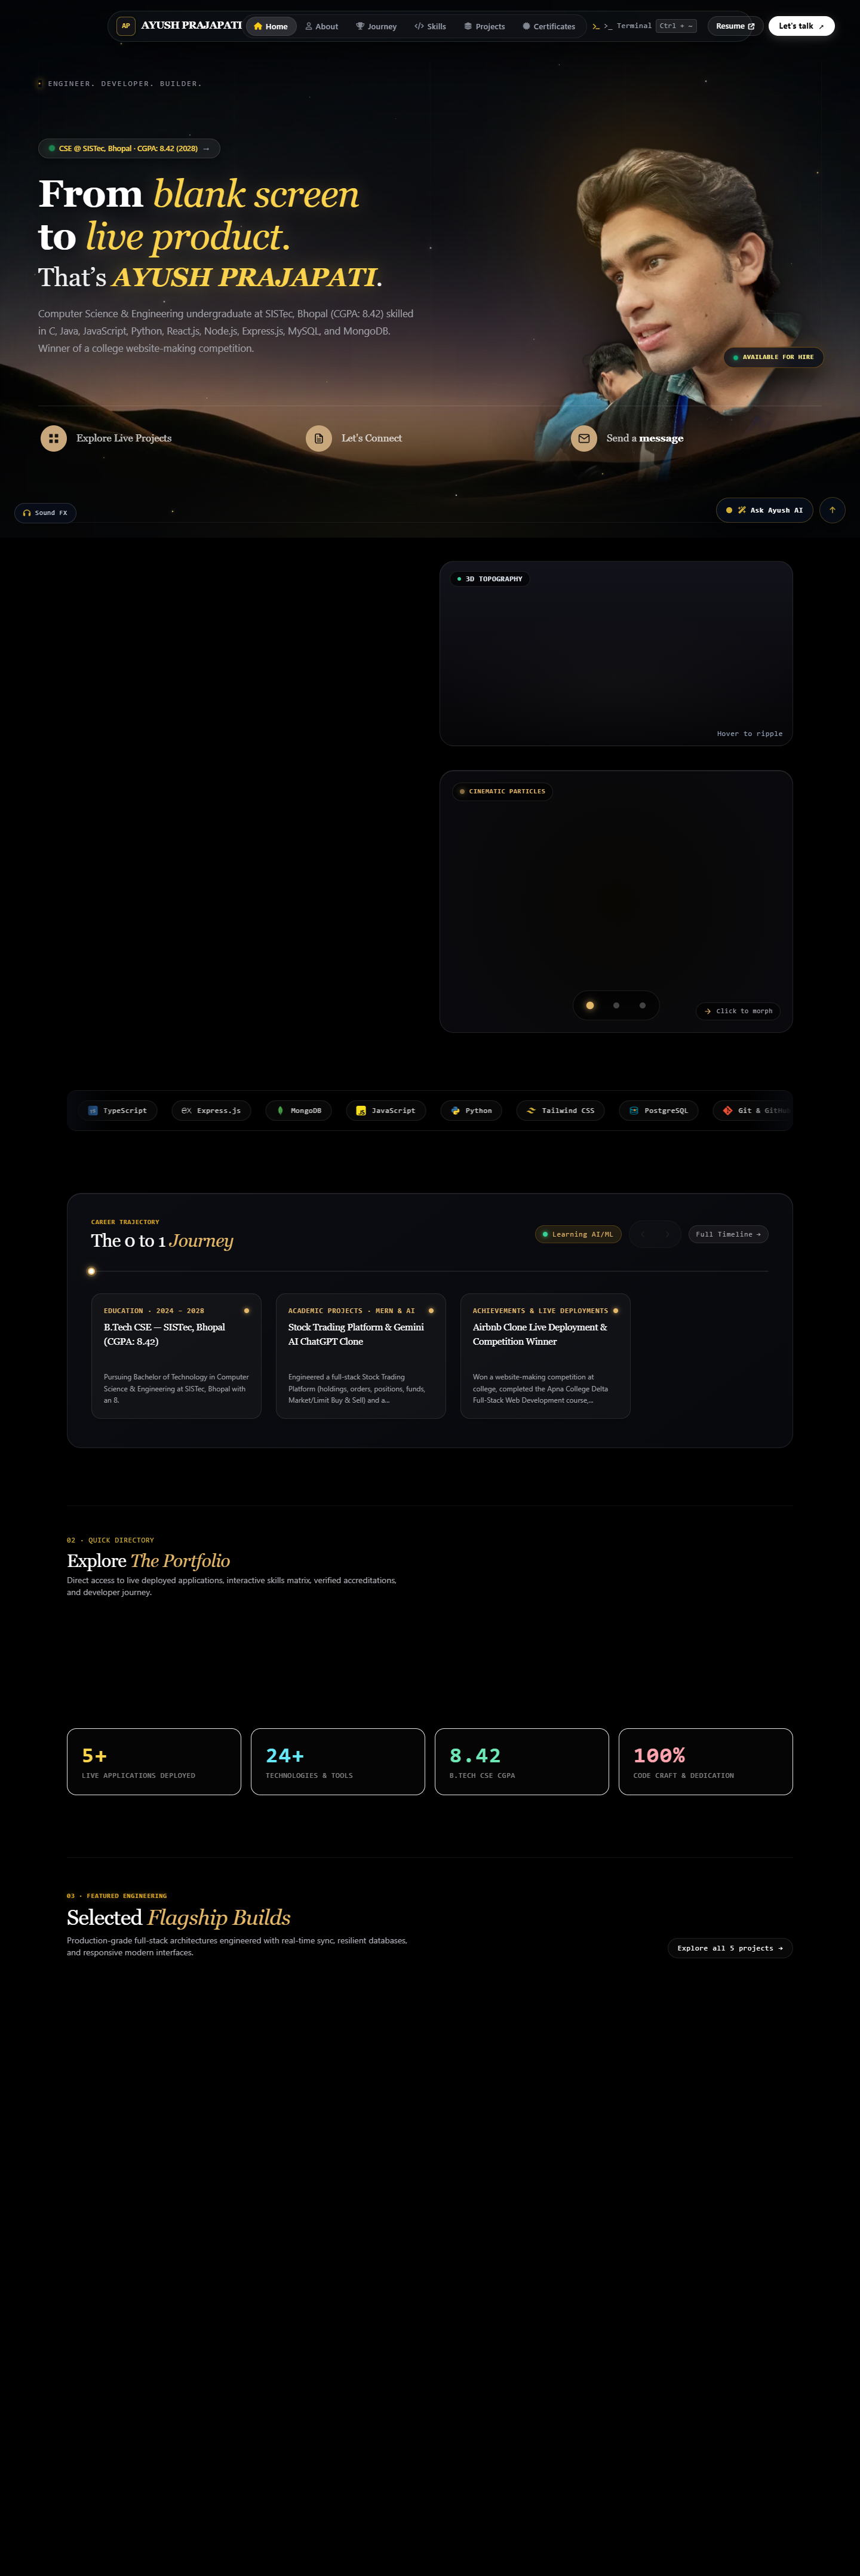 AP
AYUSH PRAJAPATI
Home
About
Journey
Skills
Projects
Certificates
>_ Terminal
Resume
Let's talk ↗
ENGINEER. DEVELOPER. BUILDER.
CSE @ SISTec, Bhopal · CGPA: 8.42 (2028) →
From blank screen
to live product.
That's AYUSH PRAJAPATI.
Computer Science & Engineering undergraduate at SISTec, Bhopal (CGPA: 8.42) skilled
in C, Java, JavaScript, Python, React.js, Node.js, Express.js, MySQL, and MongoDB.
Winner of a college website-making competition.
AVAILABLE FOR HIRE
Explore Live Projects
Let's Connect
Send a message
Sound FX
Ask Ayush AI
3D TOPOGRAPHY
Hover to ripple
CINEMATIC PARTICLES
Click to morph
TypeScript
Express.js
MongoDB
JavaScript
Python
Tailwind CSS
PostgreSQL
Git & GitHub
CAREER TRAJECTORY
The 0 to 1 Journey
Learning AI/ML
Full Timeline →
EDUCATION · 2024 – 2028
B.Tech CSE — SISTec, Bhopal
(CGPA: 8.42)
Pursuing Bachelor of Technology in Computer
Science & Engineering at SISTec, Bhopal with
an 8.
ACADEMIC PROJECTS · MERN & AI
Stock Trading Platform & Gemini
AI ChatGPT Clone
Engineered a full-stack Stock Trading
Platform (holdings, orders, positions, funds,
Market/Limit Buy & Sell) and a...
ACHIEVEMENTS & LIVE DEPLOYMENTS
Airbnb Clone Live Deployment &
Competition Winner
Won a website-making competition at
college, completed the Apna College Delta
Full-Stack Web Development course,...
02 · QUICK DIRECTORY
Explore The Portfolio
Direct access to live deployed applications, interactive skills matrix, verified accreditations,
and developer journey.
5+
LIVE APPLICATIONS DEPLOYED
24+
TECHNOLOGIES & TOOLS
8.42
B.TECH CSE CGPA
100%
CODE CRAFT & DEDICATION
03 · FEATURED ENGINEERING
Selected Flagship Builds
Production-grade full-stack architectures engineered with real-time sync, resilient databases,
and responsive modern interfaces.
Explore all 5 projects →